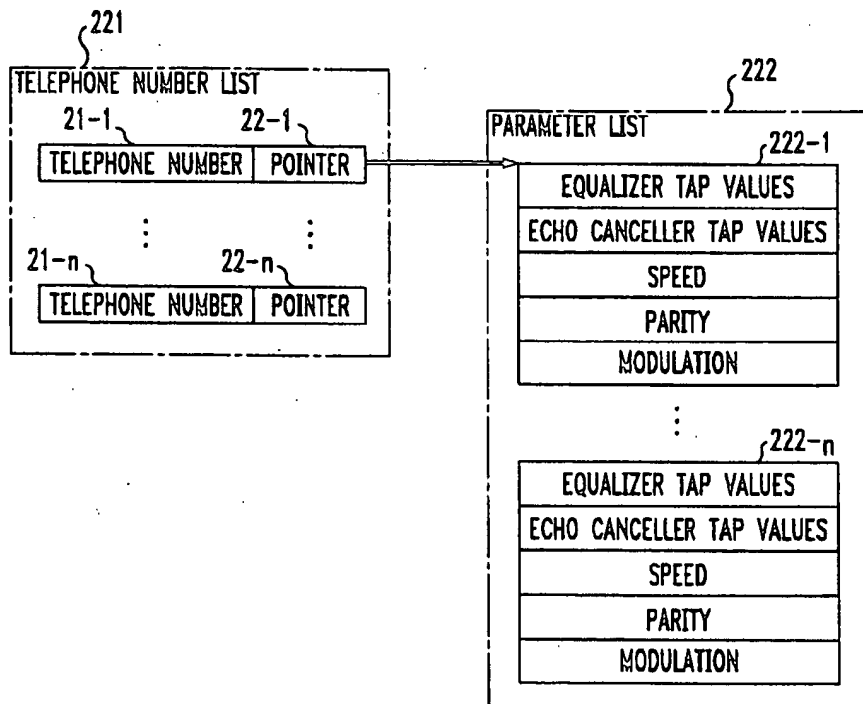 221
TELEPHONE NUMBER LIST
21-1 22-1
TELEPHONE NUMBER POINTER
21-n 22-n
TELEPHONE NUMBER POINTER
222
PARAMETER LIST
222-1
EQUALIZER TAP VALUES
ECHO CANCELLER TAP VALUES
SPEED
PARITY
MODULATION
222-n
EQUALIZER TAP VALUES
ECHO CANCELLER TAP VALUES
SPEED
PARITY
MODULATION